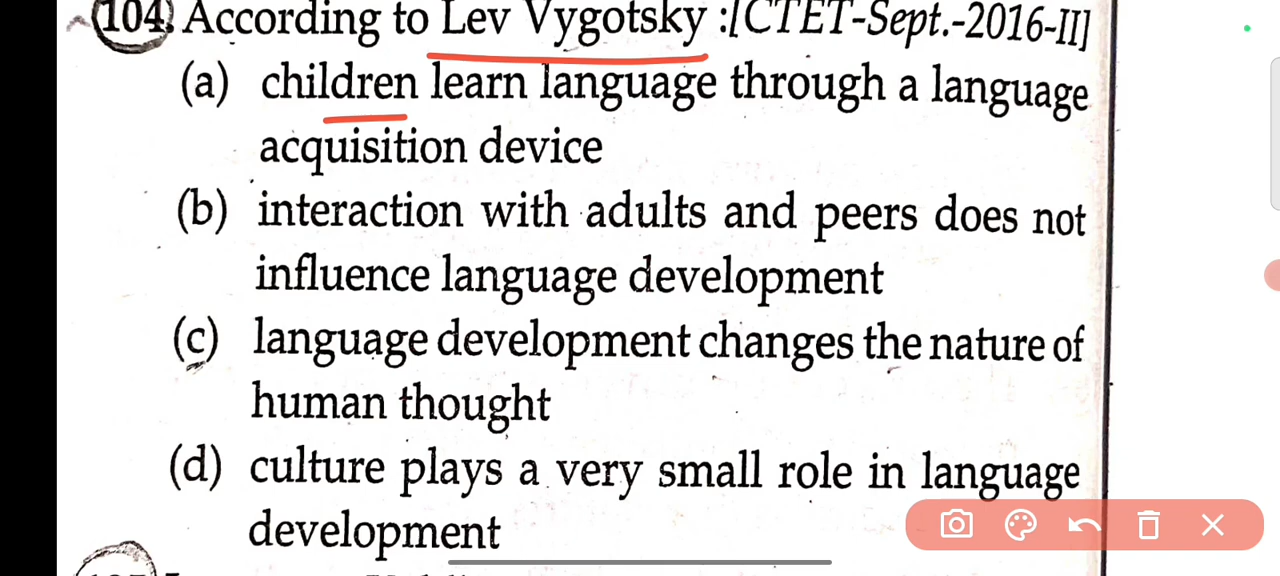 104. According to Lev Vygotsky :[CTET-Sept.-2016-II]
(a) children learn language through a language
acquisition device
(b) interaction with adults and peers does not
influence language development
(c) language development changes the nature of
human thought
(d) culture plays a very small role in language
development